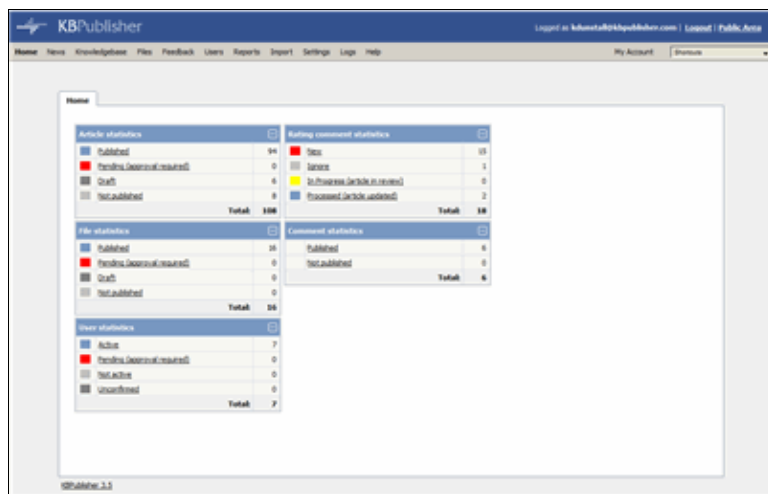 KBPublisher
Logged as kdunstall@kbpublisher.com | Logout | Public Area
Home News Knowledgebase Files Feedback Users Reports Import Settings Logs Help My Account Shortcuts
Home
Article statistics
Published 94
Pending (approval required) 0
Draft 6
Not published 8
Total: 108
Rating comment statistics
New 15
Ignore 1
In Progress (article in review) 0
Processed (article updated) 2
Total: 18
File statistics
Published 16
Pending (approval required) 0
Draft 0
Not published 0
Total: 16
Comment statistics
Published 6
Not published 0
Total: 6
User statistics
Active 7
Pending (approval required) 0
Not active 0
Unconfirmed 0
Total: 7
KBPublisher 3.5